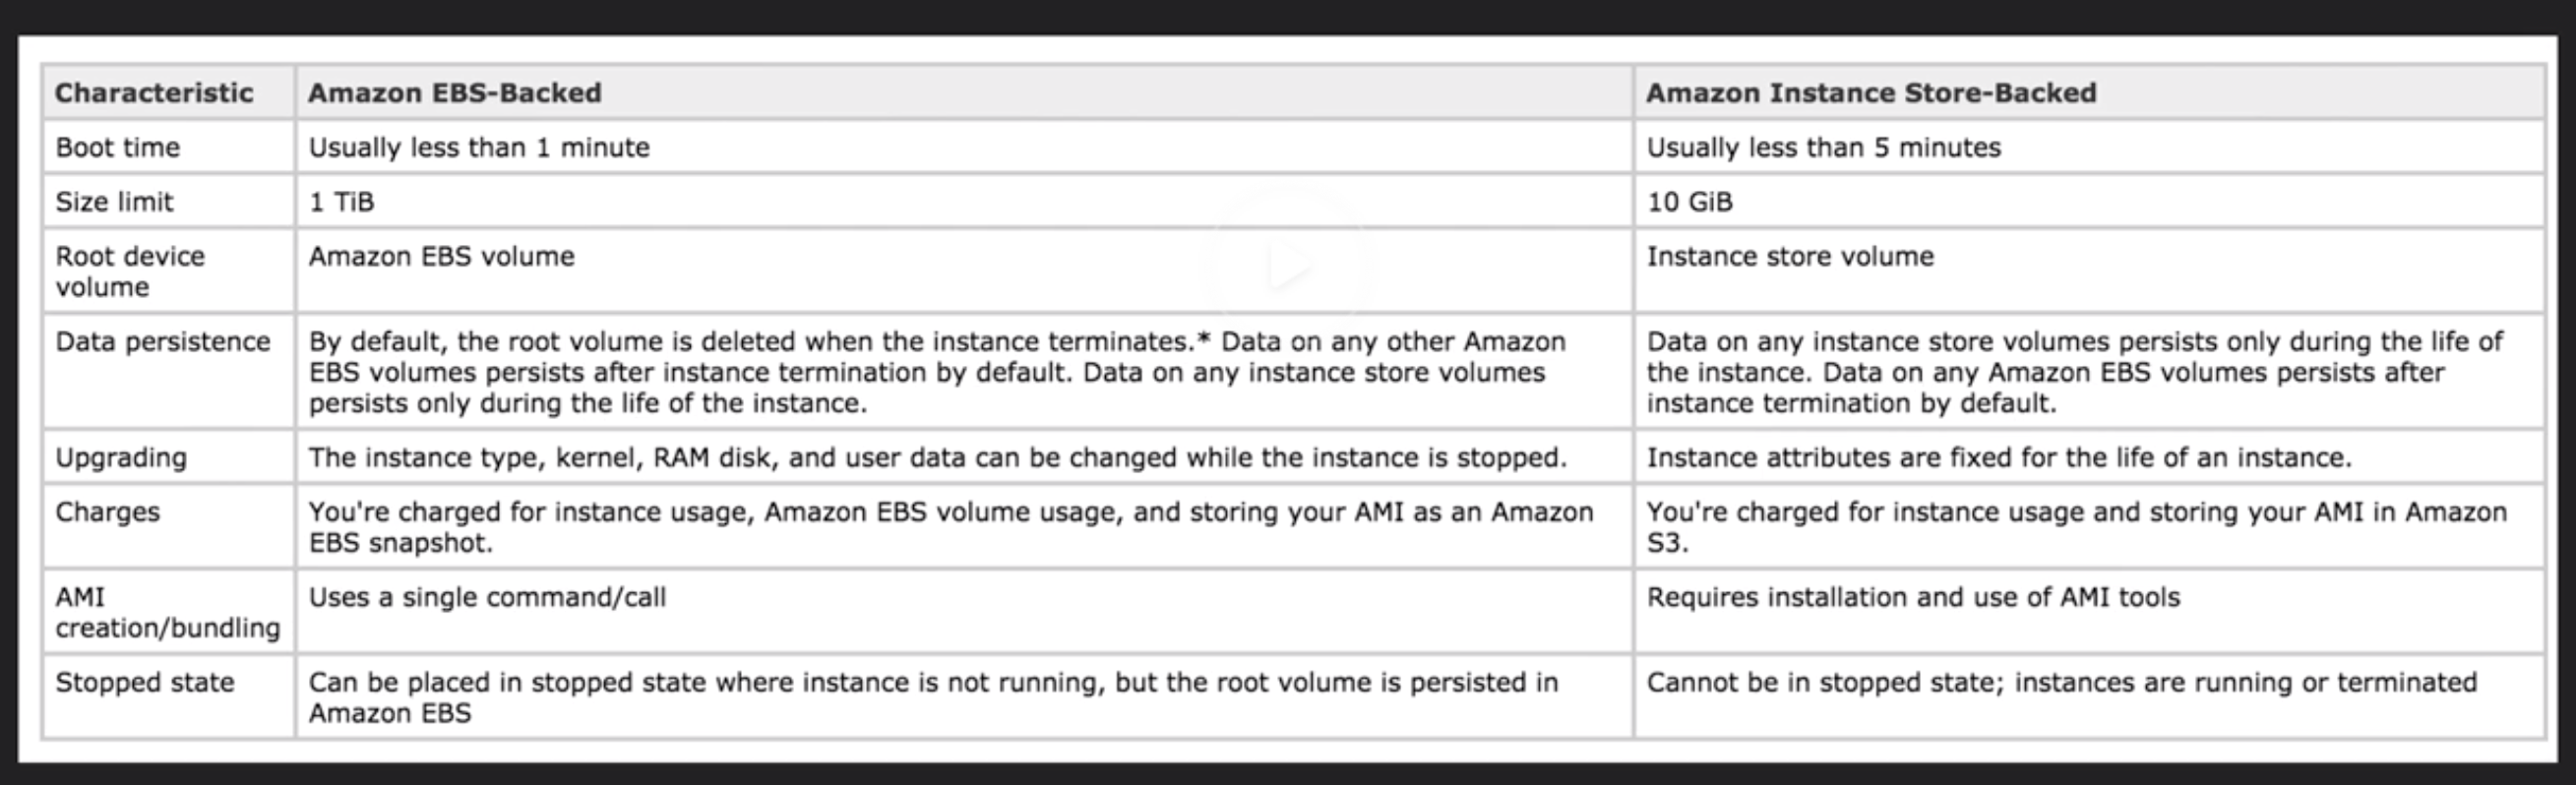 Characteristic Amazon EBS-Backed Amazon Instance Store-Backed
Boot time Usually less than 1 minute Usually less than 5 minutes
Size limit 1 TiB 10 GiB
Root device Amazon EBS volume Instance store volume
volume
Data persistence By default, the root volume is deleted when the instance terminates.* Data on any other Amazon Data on any instance store volumes persists only during the life of
EBS volumes persists after instance termination by default. Data on any instance store volumes the instance. Data on any Amazon EBS volumes persists after
persists only during the life of the instance. instance termination by default.
Upgrading The instance type, kernel, RAM disk, and user data can be changed while the instance is stopped. Instance attributes are fixed for the life of an instance.
Charges You're charged for instance usage, Amazon EBS volume usage, and storing your AMI as an Amazon You're charged for instance usage and storing your AMI in Amazon
EBS snapshot. S3.
AMI Uses a single command/call Requires installation and use of AMI tools
creation/bundling
Stopped state Can be placed in stopped state where instance is not running, but the root volume is persisted in Cannot be in stopped state; instances are running or terminated
Amazon EBS